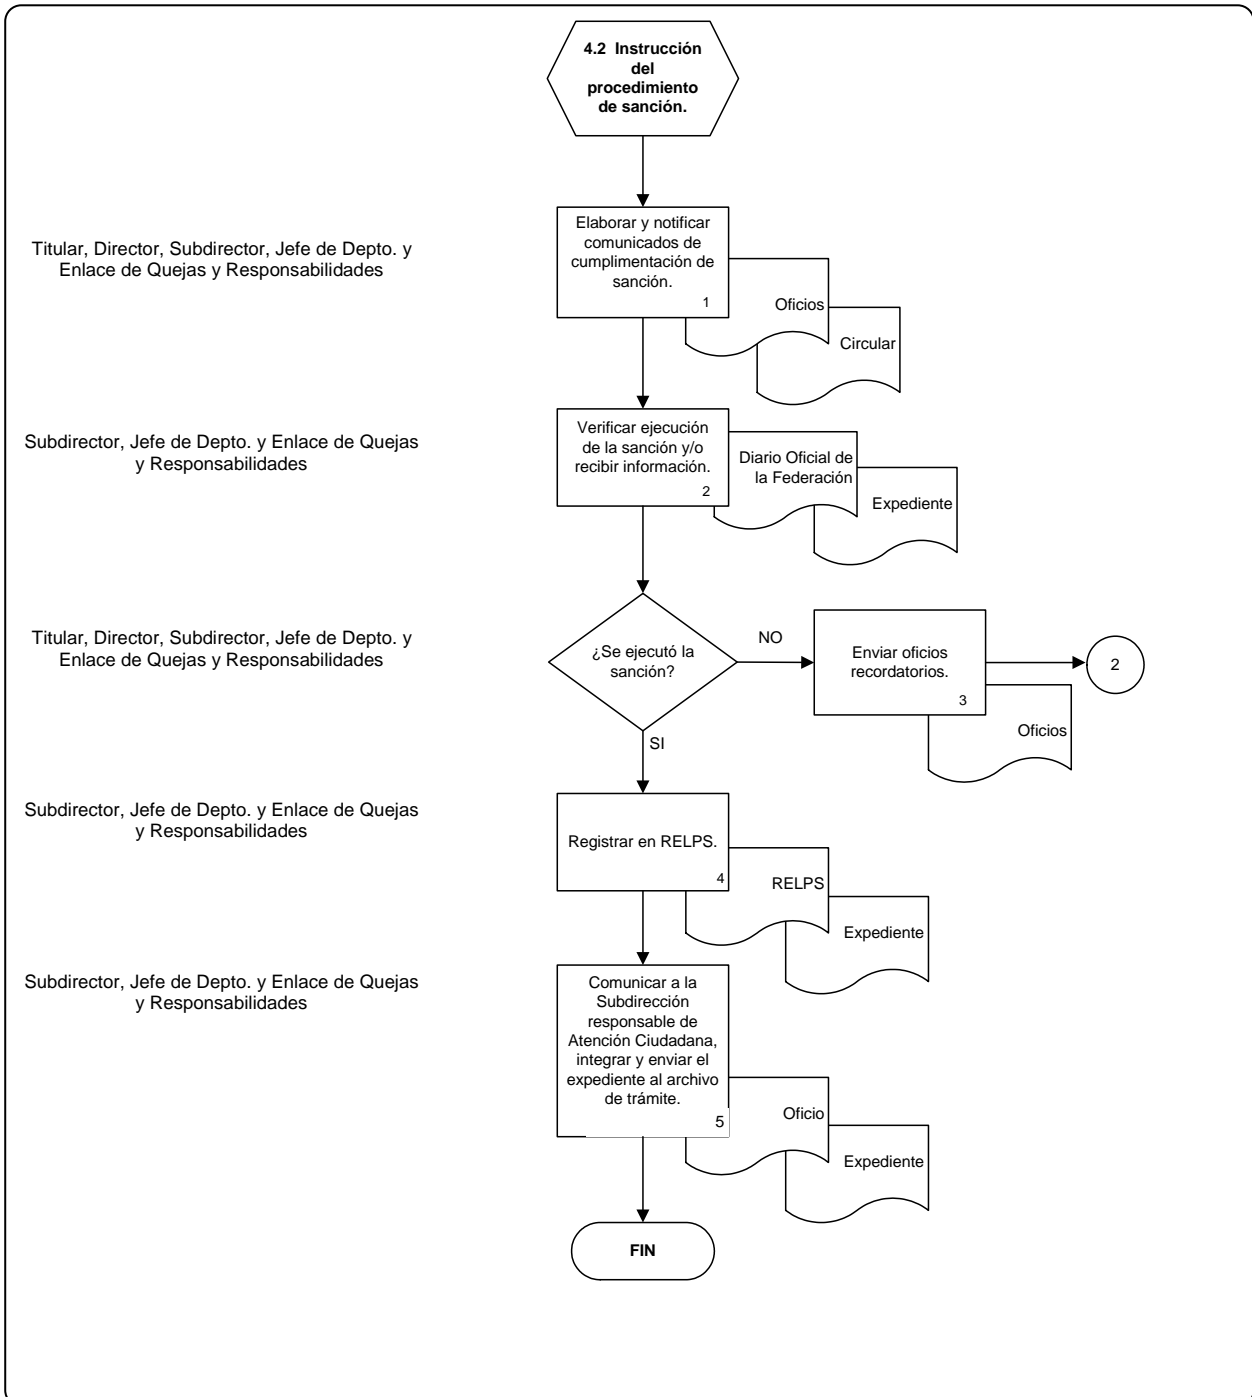 4.2 Instrucción
del
procedimiento
de sanción.
Titular, Director, Subdirector, Jefe de Depto. y
Enlace de Quejas y Responsabilidades
Elaborar y notificar
comunicados de
cumplimentación de
sanción.
1
Oficios
Circular
Subdirector, Jefe de Depto. y Enlace de Quejas
y Responsabilidades
Verificar ejecución
de la sanción y/o
recibir información.
2
Diario Oficial de
la Federación
Expediente
Titular, Director, Subdirector, Jefe de Depto. y
Enlace de Quejas y Responsabilidades
¿Se ejecutó la
sanción?
NO
Enviar oficios
recordatorios.
3
2
Oficios
SI
Subdirector, Jefe de Depto. y Enlace de Quejas
y Responsabilidades
Registrar en RELPS.
4
RELPS
Expediente
Subdirector, Jefe de Depto. y Enlace de Quejas
y Responsabilidades
Comunicar a la
Subdirección
responsable de
Atención Ciudadana,
integrar y enviar el
expediente al archivo
de trámite.
5
Oficio
Expediente
FIN